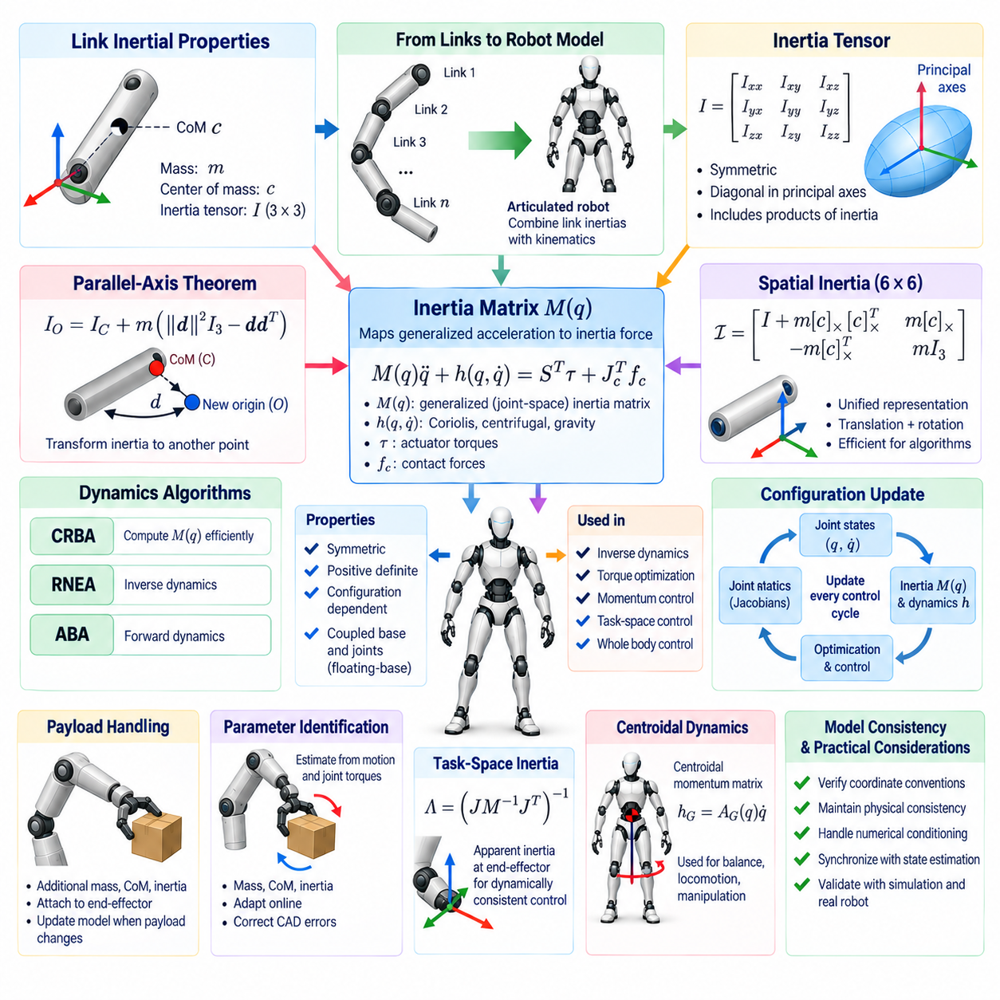 Link Inertial Properties
CoM c
Mass: m
Center of mass: c
Inertia tensor: I (3 × 3)
From Links to Robot Model
Link 1
Link 2
Link 3
...
Link n
Articulated robot
Combine link inertias
with kinematics
Inertia Tensor
Principal
axes
I = [ I_xx I_xy I_xz
I_yx I_yy I_yz
I_zx I_zy I_zz ]
• Symmetric
• Diagonal in principal axes
• Includes products of inertia
Parallel-Axis Theorem
I_O = I_C + m(‖d‖² I_3 − dd^T)
CoM (C)
d
New origin (O)
Transform inertia to another point
Inertia Matrix M(q)
Maps generalized acceleration to inertia force
M(q)q̈ + h(q, q̇) = S^T τ + J_c^T f_c
• M(q): generalized (joint-space) inertia matrix
• h(q, q̇): Coriolis, centrifugal, gravity
• τ : actuator torques
• f_c: contact forces
Spatial Inertia (6 × 6)
ℐ = [ I + m[c]_× [c]_×^T m[c]_×
−m[c]_×^T mI_3 ]
• Unified representation
• Translation + rotation
• Efficient for algorithms
Dynamics Algorithms
CRBA Compute M(q) efficiently
RNEA Inverse dynamics
ABA Forward dynamics
Properties
Symmetric
Positive definite
Configuration
dependent
Coupled base
and joints
(floating-base)
Used in
Inverse dynamics
Torque optimization
Momentum control
Task-space control
Whole body control
Configuration Update
Joint states
(q, q̇)
Joint
(Jacobians)
Update
every control
cycle
Inertia M(q)
& dynamics h
Optimication
& control
Payload Handling
• Additional mass, CoM, inertia
• Attach to end-effector
• Update model when payload
changes
Parameter Identification
Estimate from motion
and joint torques
• Mass, CoM, inertia
• Adapt online
• Correct CAD errors
Task-Space Inertia
Λ = (JM^−1 J^T)^−1
Apparent inertia
at end-effector
for dynamically
consistent control
Centroidal Dynamics
Centroidal
momentum matrix
h_G = A_G(q)q̇
Used for balance,
locomotion,
manipulation
Model Consistency
& Practical Considerations
Verify coordinate conventions
Maintain physical consistency
Handle numerical conditioning
Synchronize with state estimation
Validate with simulation and
real robot